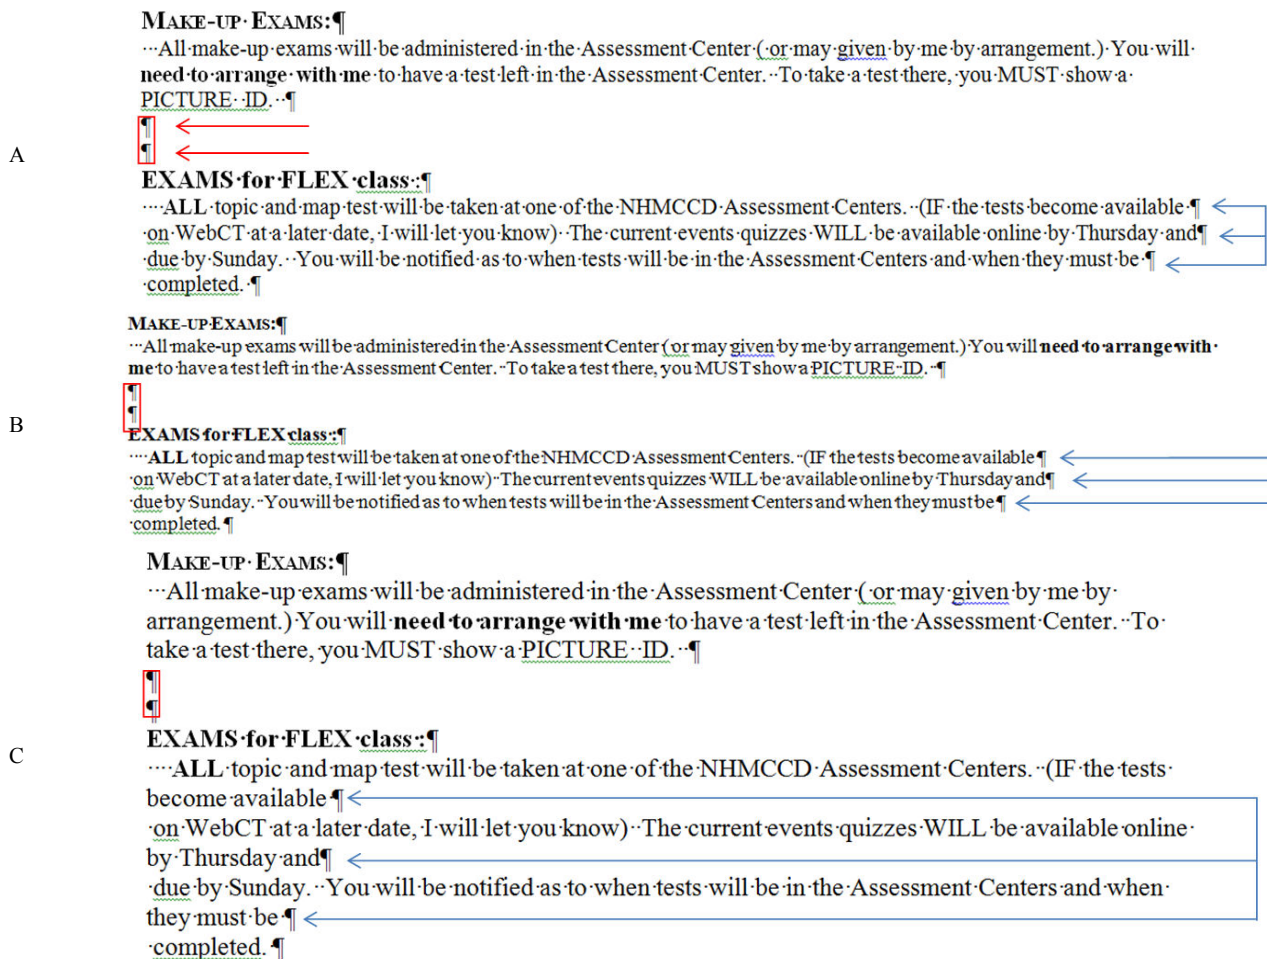 MAKE-UP·EXAMS:¶
···All·make-up·exams·will·be·administered·in·the·Assessment·Center·(·or·may·given·by·me·by·arrangement.)·You·will·
need·to·arrange·with·me·to·have·a·test·left·in·the·Assessment·Center.··To·take·a·test·there,·you·MUST·show·a·
PICTURE··ID.··¶
¶
A
¶
EXAMS·for·FLEX·class·:¶
····ALL·topic·and·map·test·will·be·taken·at·one·of·the·NHMCCD·Assessment·Centers.··(IF·the·tests·become·available·¶
·on·WebCT·at·a·later·date,·I·will·let·you·know)··The·current·events·quizzes·WILL·be·available·online·by·Thursday·and¶
·due·by·Sunday.··You·will·be·notified·as·to·when·tests·will·be·in·the·Assessment·Centers·and·when·they·must·be·¶
·completed.·¶
MAKE-UP·EXAMS:¶
···All·make-up·exams·will·be·administered·in·the·Assessment·Center·(·or·may·given·by·me·by·arrangement.)·You·will·need·to·arrange·with·
me·to·have·a·test·left·in·the·Assessment·Center.··To·take·a·test·there,·you·MUST·show·a·PICTURE··ID.··¶
¶
¶
B
EXAMS·for·FLEX·class·:¶
····ALL·topic·and·map·test·will·be·taken·at·one·of·the·NHMCCD·Assessment·Centers.··(IF·the·tests·become·available·¶
·on·WebCT·at·a·later·date,·I·will·let·you·know)··The·current·events·quizzes·WILL·be·available·online·by·Thursday·and¶
·due·by·Sunday.··You·will·be·notified·as·to·when·tests·will·be·in·the·Assessment·Centers·and·when·they·must·be·¶
·completed.·¶
MAKE-UP·EXAMS:¶
···All·make-up·exams·will·be·administered·in·the·Assessment·Center·(·or·may·given·by·me·by·
arrangement.)·You·will·need·to·arrange·with·me·to·have·a·test·left·in·the·Assessment·Center.··To·
take·a·test·there,·you·MUST·show·a·PICTURE··ID.··¶
¶
¶
EXAMS·for·FLEX·class·:¶
C
····ALL·topic·and·map·test·will·be·taken·at·one·of·the·NHMCCD·Assessment·Centers.··(IF·the·tests·
become·available·¶
·on·WebCT·at·a·later·date,·I·will·let·you·know)··The·current·events·quizzes·WILL·be·available·online·
by·Thursday·and¶
·due·by·Sunday.··You·will·be·notified·as·to·when·tests·will·be·in·the·Assessment·Centers·and·when·
they·must·be·¶
·completed.·¶